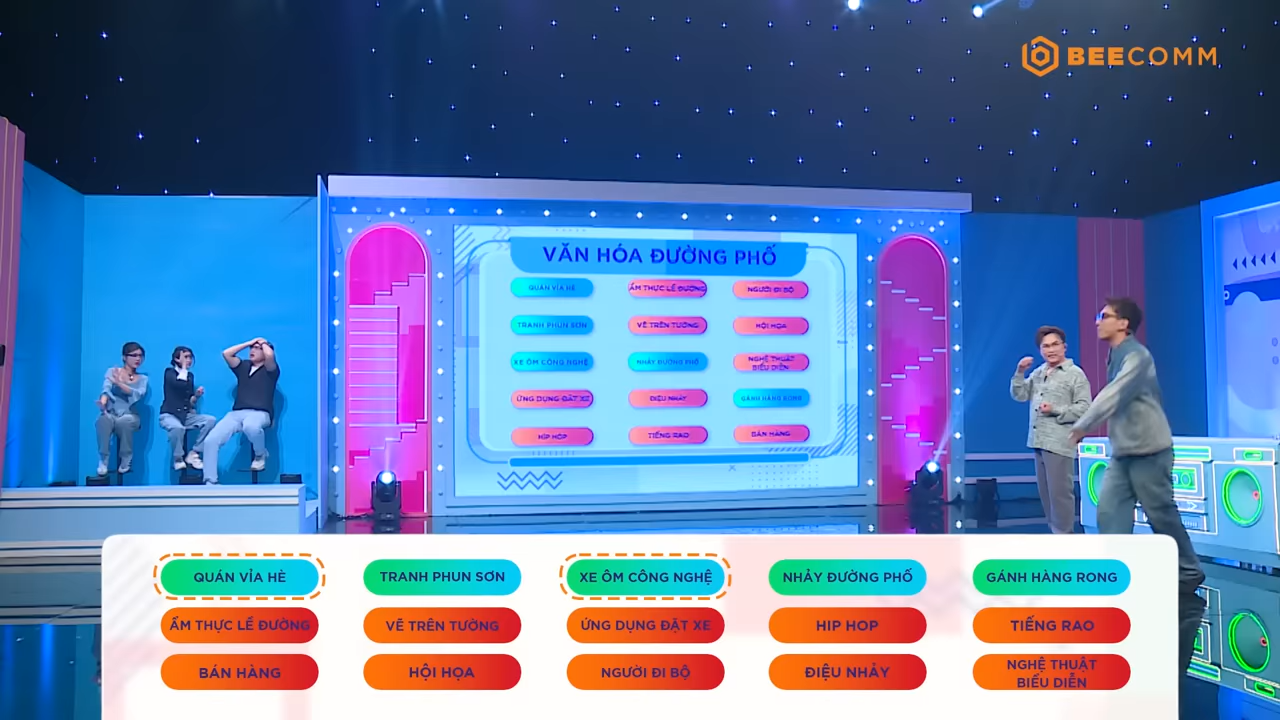 BEECOMM
VĂN HÓA ĐƯỜNG PHỐ
QUÁN VỈA HÈ
ẨM THỰC LỀ ĐƯỜNG
NGƯỜI ĐI BỘ
TRANH PHUN SƠN
VẼ TRÊN TƯỜNG
HỘI HỌA
XE ÔM CÔNG NGHỆ
NHẢY ĐƯỜNG PHỐ
NGHỆ THUẬT
BIỂU DIỄN
ỨNG DỤNG ĐẶT XE
ĐIỆU NHẢY
GÁNH HÀNG RONG
HIP HOP
TIẾNG RAO
BÁN HÀNG
QUÁN VỈA HÈ
TRANH PHUN SƠN
XE ÔM CÔNG NGHỆ
NHẢY ĐƯỜNG PHỐ
GÁNH HÀNG RONG
ẨM THỰC LỀ ĐƯỜNG
VẼ TRÊN TƯỜNG
ỨNG DỤNG ĐẶT XE
HIP HOP
TIẾNG RAO
BÁN HÀNG
HỘI HỌA
NGƯỜI ĐI BỘ
ĐIỆU NHẢY
NGHỆ THUẬT
BIỂU DIỄN